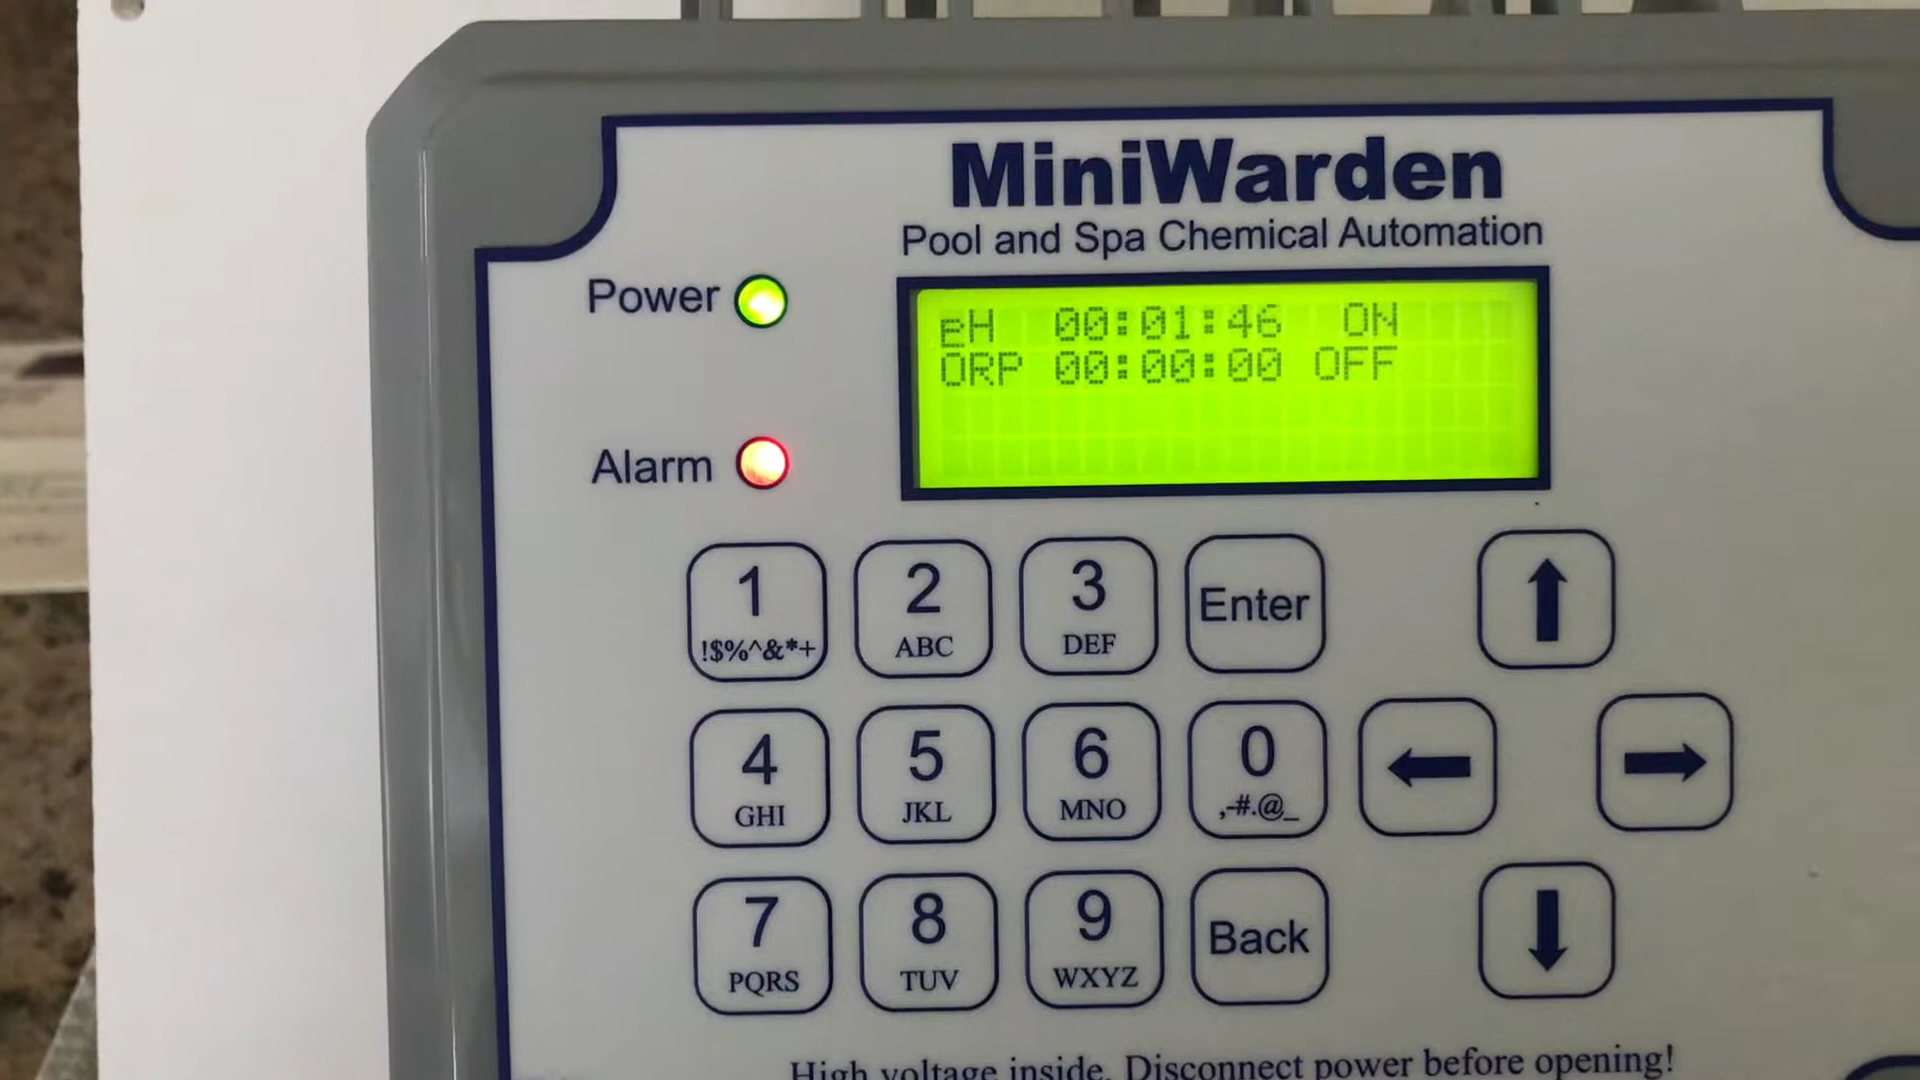 MiniWarden
Pool and Spa Chemical Automation
Power
eH 00:01:46 ON
ORP 00:00:00 OFF
Alarm
1 2 3 Enter
!$%^&*+ ABC DEF
4 5 6 0
GHI JKL MNO ,-#.@_
7 8 9 Back
PQRS TUV WXYZ
High voltage inside. Disconnect power before opening!